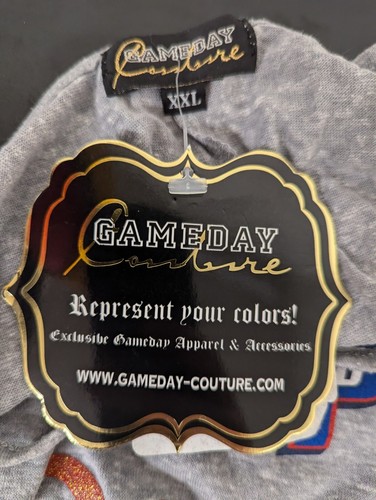 GAMEDAY
Couture
XXL
GAMEDAY
Couture
Represent your colors!
Exclusive Gameday Apparel & Accessories
WWW.GAMEDAY-COUTURE.COM